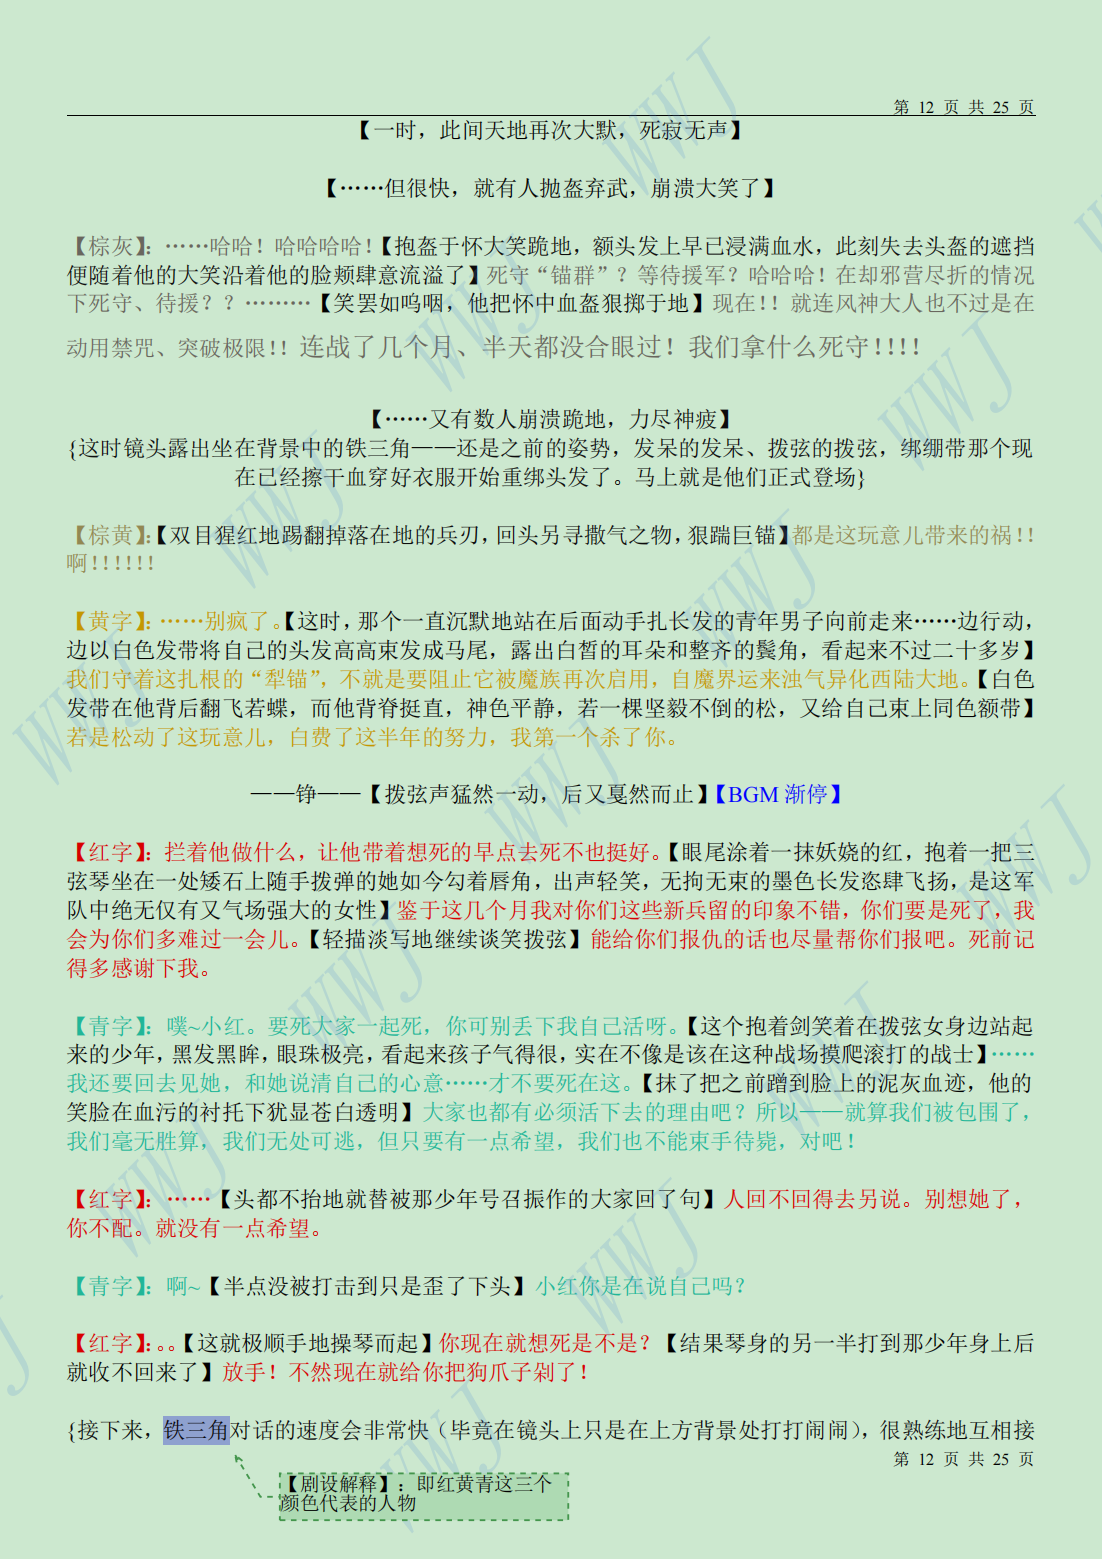 第 12 页 共 25 页
【一时，此间天地再次大默，死寂无声】
【……但很快，就有人抛盔弃武，崩溃大笑了】
【棕灰】：……哈哈！哈哈哈哈！【抱盔于怀大笑跪地，额头发上早已浸满血水，此刻失去头盔的遮挡
便随着他的大笑沿着他的脸颊肆意流溢了】死守“锚群”？等待援军？哈哈哈！在却邪营尽折的情况
下死守、待援？？………【笑罢如呜咽，他把怀中血盔狠掷于地】现在!！就连风神大人也不过是在
动用禁咒、突破极限!！连战了几个月、半天都没合眼过！我们拿什么死守!!!！
【……又有数人崩溃跪地，力尽神疲】
{这时镜头露出坐在背景中的铁三角——还是之前的姿势，发呆的发呆、拨弦的拨弦，绑绷带那个现
在已经擦干血穿好衣服开始重绑头发了。马上就是他们正式登场}
【棕黄】：【双目猩红地踢翻掉落在地的兵刃，回头另寻撒气之物，狠踹巨锚】都是这玩意儿带来的祸!！
啊!!!!!！
【黄字】：……别疯了。【这时，那个一直沉默地站在后面动手扎长发的青年男子向前走来……边行动，
边以白色发带将自己的头发高高束发成马尾，露出白皙的耳朵和整齐的鬓角，看起来不过二十多岁】
我们守着这扎根的“犁锚”，不就是要阻止它被魔族再次启用，自魔界运来浊气异化西陆大地。【白色
发带在他背后翻飞若蝶，而他背脊挺直，神色平静，若一棵坚毅不倒的松，又给自己束上同色额带】
若是松动了这玩意儿，白费了这半年的努力，我第一个杀了你。
——铮——【拨弦声猛然一动，后又戛然而止】【BGM 渐停】
【红字】：拦着他做什么，让他带着想死的早点去死不也挺好。【眼尾涂着一抹妖娆的红，抱着一把三
弦琴坐在一处矮石上随手拨弹的她如今勾着唇角，出声轻笑，无拘无束的墨色长发恣肆飞扬，是这军
队中绝无仅有又气场强大的女性】鉴于这几个月我对你们这些新兵留的印象不错，你们要是死了，我
会为你们多难过一会儿。【轻描淡写地继续谈笑拨弦】能给你们报仇的话也尽量帮你们报吧。死前记
得多感谢下我。
【青字】：噗~小红。要死大家一起死，你可别丢下我自己活呀。【这个抱着剑笑着在拨弦女身边站起
来的少年，黑发黑眸，眼珠极亮，看起来孩子气得很，实在不像是该在这种战场摸爬滚打的战士】……
我还要回去见她，和她说清自己的心意……才不要死在这。【抹了把之前蹭到脸上的泥灰血迹，他的
笑脸在血污的衬托下犹显苍白透明】大家也都有必须活下去的理由吧？所以——就算我们被包围了，
我们毫无胜算，我们无处可逃，但只要有一点希望，我们也不能束手待毙，对吧！
【红字】：……【头都不抬地就替被那少年号召振作的大家回了句】人回不回得去另说。别想她了，
你不配。就没有一点希望。
【青字】：啊~【半点没被打击到只是歪了下头】小红你是在说自己吗？
【红字】：。。【这就极顺手地操琴而起】你现在就想死是不是？【结果琴身的另一半打到那少年身上后
就收不回来了】放手！不然现在就给你把狗爪子剁了！
{接下来，铁三角对话的速度会非常快（毕竟在镜头上只是在上方背景处打打闹闹），很熟练地互相接
第 12 页 共 25 页
【剧设解释】：即红黄青这三个
颜色代表的人物